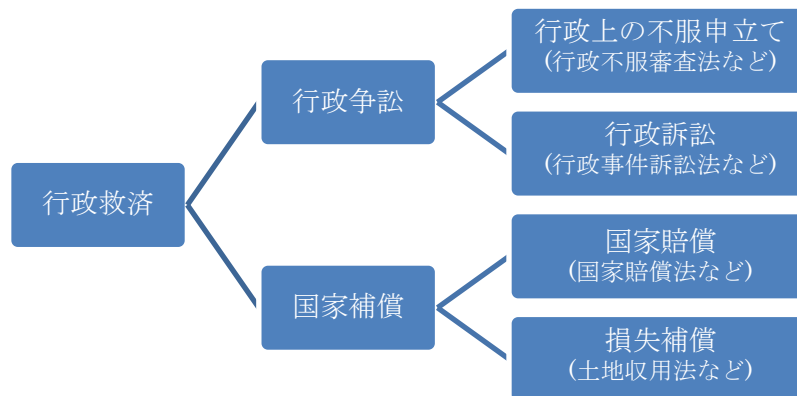 行政救済
行政争訟
行政上の不服申立て
(行政不服審査法など)
行政訴訟
(行政事件訴訟法など)
国家補償
国家賠償
(国家賠償法など)
損失補償
(土地収用法など)